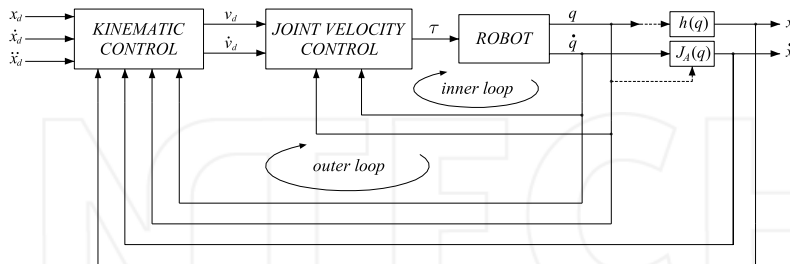 x_d
ẋ_d
ẍ_d
KINEMATIC
CONTROL
v_d
v̇_d
JOINT VELOCITY
CONTROL
τ
ROBOT
q
q̇
h(q)
J_A(q)
x
ẋ
inner loop
outer loop